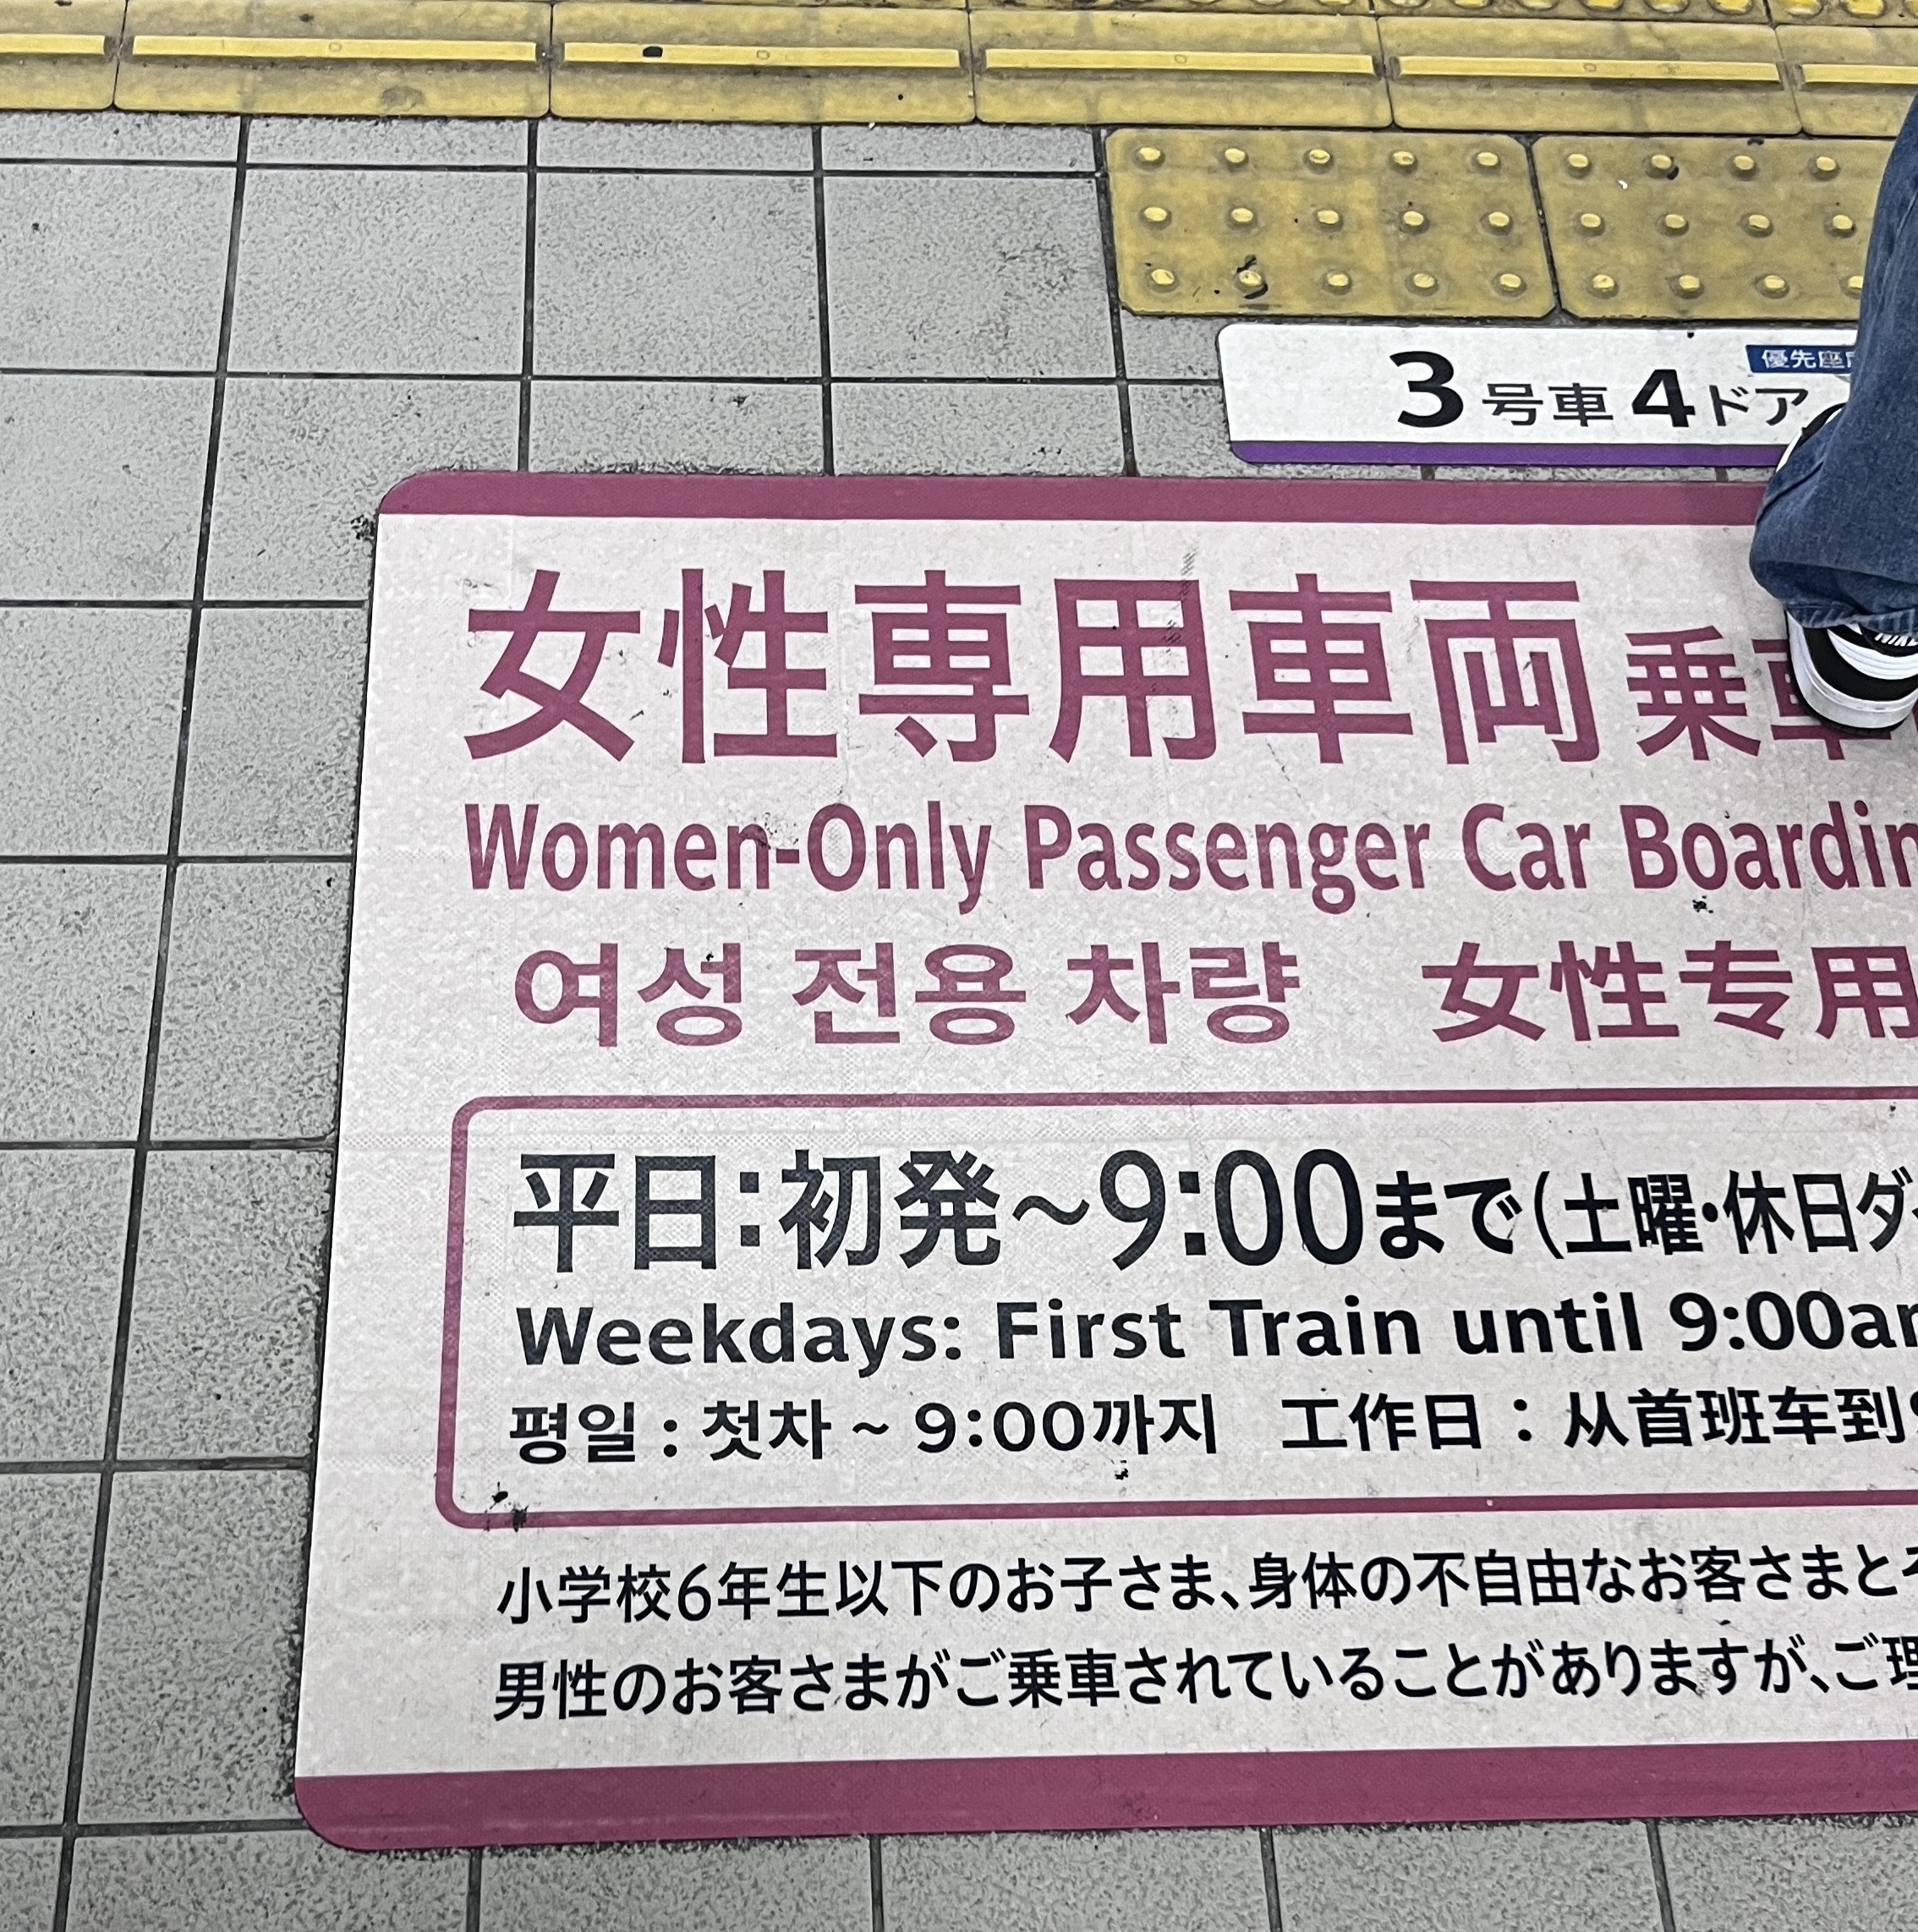 優先座
3号車4ドア
女性専用車両 乗車
Women-Only Passenger Car Boardin
여성 전용 차량 女性专用
平日:初発~9:00まで(土曜・休日ダ
Weekdays: First Train until 9:00am
평일 : 첫차 ~ 9:00까지 工作日：从首班车到9
小学校6年生以下のお子さま、身体の不自由なお客さまとそ
男性のお客さまがご乗車されていることがありますが、ご理